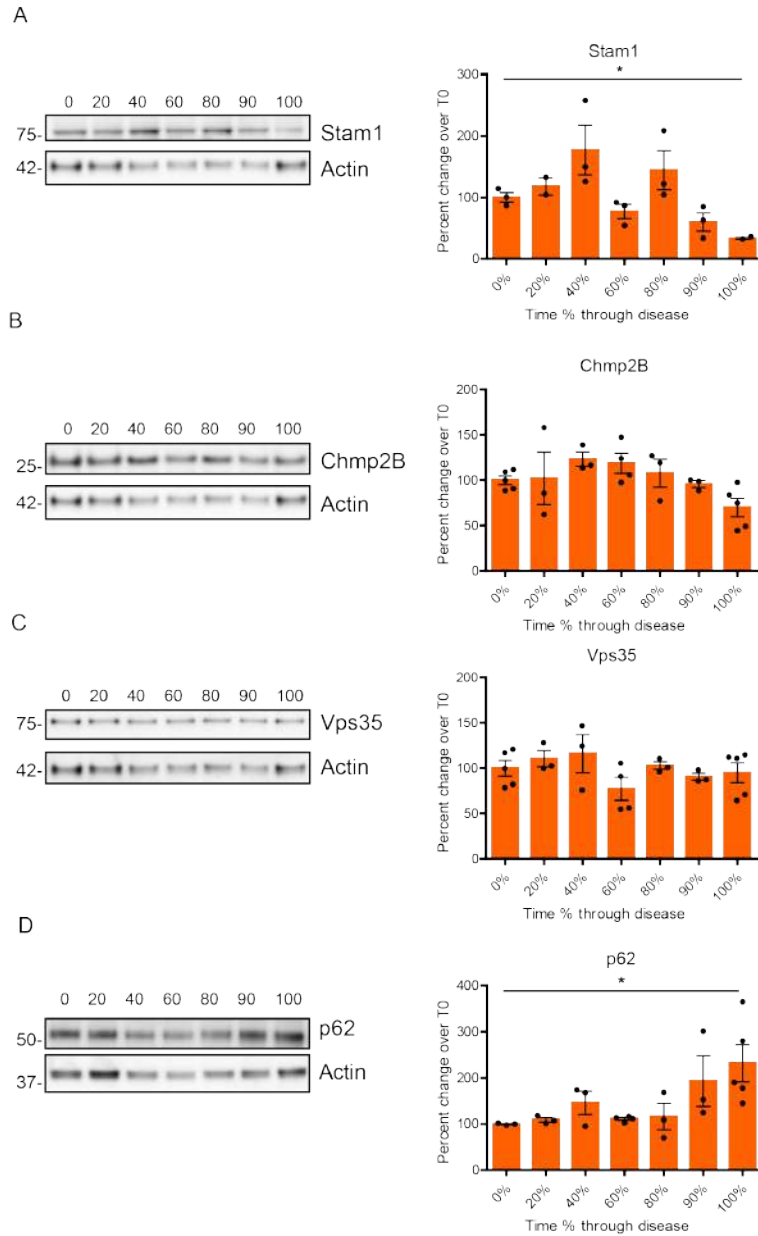 A
0 20 40 60 80 90 100
75- Stam1
42- Actin
Stam1
*
Percent change over T0
300
200
100
0
0% 20% 40% 60% 80% 90% 100%
Time % through disease
B
0 20 40 60 80 90 100
25- Chmp2B
42- Actin
Chmp2B
Percent change over T0
200
150
100
50
0
0% 20% 40% 60% 80% 90% 100%
Time % through disease
C
0 20 40 60 80 90 100
75- Vps35
42- Actin
Vps35
Percent change over T0
200
150
100
50
0
0% 20% 40% 60% 80% 90% 100%
Time % through disease
D
0 20 40 60 80 90 100
50- p62
37- Actin
p62
*
Percent change over T0
400
300
200
100
0
0% 20% 40% 60% 80% 90% 100%
Time % through disease